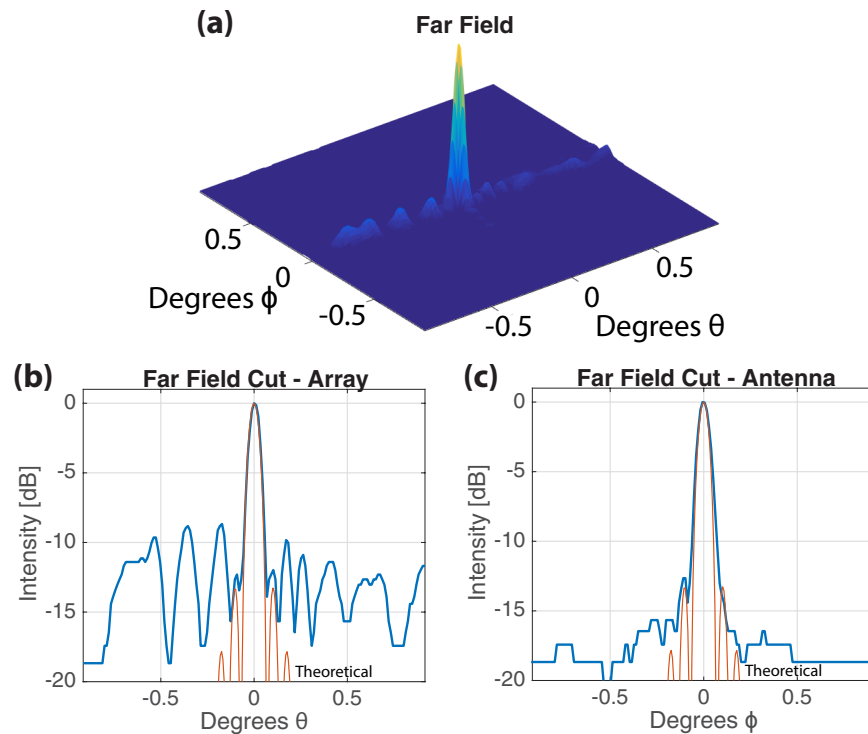 (a)
Far Field
0.5
0
-0.5
Degrees ϕ
0.5
0
-0.5
Degrees θ
(b)
Far Field Cut - Array
0
-5
-10
-15
-20
Intensity [dB]
Theoretical
-0.5
0
0.5
Degrees θ
(c)
Far Field Cut - Antenna
0
-5
-10
-15
-20
Intensity [dB]
Theoretical
-0.5
0
0.5
Degrees ϕ